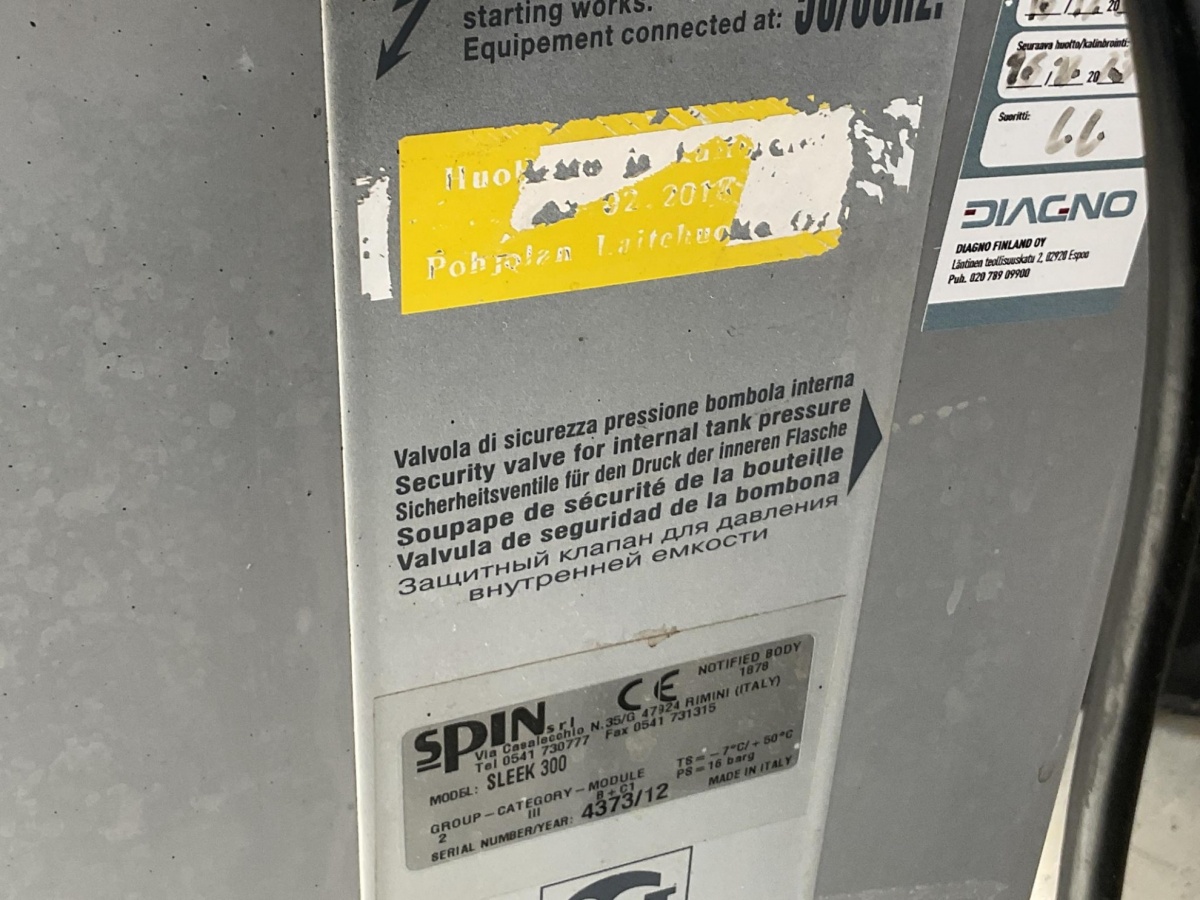 starting works.
Equipement connected at: 50/60Hz.
20
Seuraava huolto/kalibrointi:
20
Suoritti:
DIAGNO
DIAGNO FINLAND OY
Läntinen teollisuuskatu 2, 02920 Espoo
Puh. 020 789 09900
02.2018
Pohjolan
Valvola di sicurezza pressione bombola interna
Security valve for internal tank pressure
Sicherheitsventile für den Druck der inneren Flasche
Soupape de sécurité de la bouteille
Valvula de seguridad de la bombona
Защитный клапан для давления
внутренней емкости
SPIN srl
CE
NOTIFIED BODY
1878
Via Casalecchio N.35/G 47924 RIMINI (ITALY)
Tel 0541 730777 Fax 0541 731315
MODEL: SLEEK 300
TS= -7°C/+50°C
PS=16 barg
GROUP-CATEGORY-MODULE
2 III B+C1
MADE IN ITALY
SERIAL NUMBER/YEAR: 4373/12